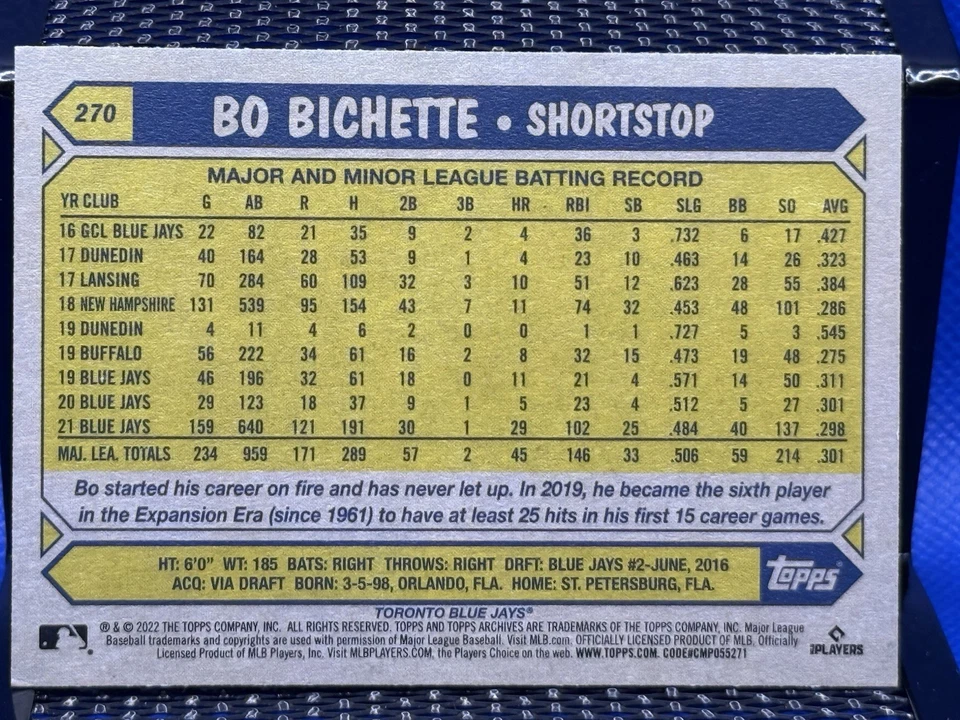 270 BO BICHETTE • SHORTSTOP
MAJOR AND MINOR LEAGUE BATTING RECORD
YR CLUB G AB R H 2B 3B HR RBI SB SLG BB SO AVG
16 GCL BLUE JAYS 22 82 21 35 9 2 4 36 3 .732 6 17 .427
17 DUNEDIN 40 164 28 53 9 1 4 23 10 .463 14 26 .323
17 LANSING 70 284 60 109 32 3 10 51 12 .623 28 55 .384
18 NEW HAMPSHIRE 131 539 95 154 43 7 11 74 32 .453 48 101 .286
19 DUNEDIN 4 11 4 6 2 0 0 1 1 .727 5 3 .545
19 BUFFALO 56 222 34 61 16 2 8 32 15 .473 19 48 .275
19 BLUE JAYS 46 196 32 61 18 0 11 21 4 .571 14 50 .311
20 BLUE JAYS 29 123 18 37 9 1 5 23 4 .512 5 27 .301
21 BLUE JAYS 159 640 121 191 30 1 29 102 25 .484 40 137 .298
MAJ. LEA. TOTALS 234 959 171 289 57 2 45 146 33 .506 59 214 .301
Bo started his career on fire and has never let up. In 2019, he became the sixth player
in the Expansion Era (since 1961) to have at least 25 hits in his first 15 career games.
HT: 6'0" WT: 185 BATS: RIGHT THROWS: RIGHT DRFT: BLUE JAYS #2-JUNE, 2016
ACQ: VIA DRAFT BORN: 3-5-98, ORLANDO, FLA. HOME: ST. PETERSBURG, FLA.
TOPPS®
TORONTO BLUE JAYS®
® & © 2022 THE TOPPS COMPANY, INC. ALL RIGHTS RESERVED. TOPPS AND TOPPS ARCHIVES ARE TRADEMARKS OF THE TOPPS COMPANY, INC. Major League
Baseball trademarks and copyrights are used with permission of Major League Baseball. Visit MLB.com. OFFICIALLY LICENSED PRODUCT OF MLB. Officially
Licensed Product of MLB Players, Inc. Visit MLBPLAYERS.COM, the Players Choice on the web. WWW.TOPPS.COM. CODE#CMP055271
PLAYERS